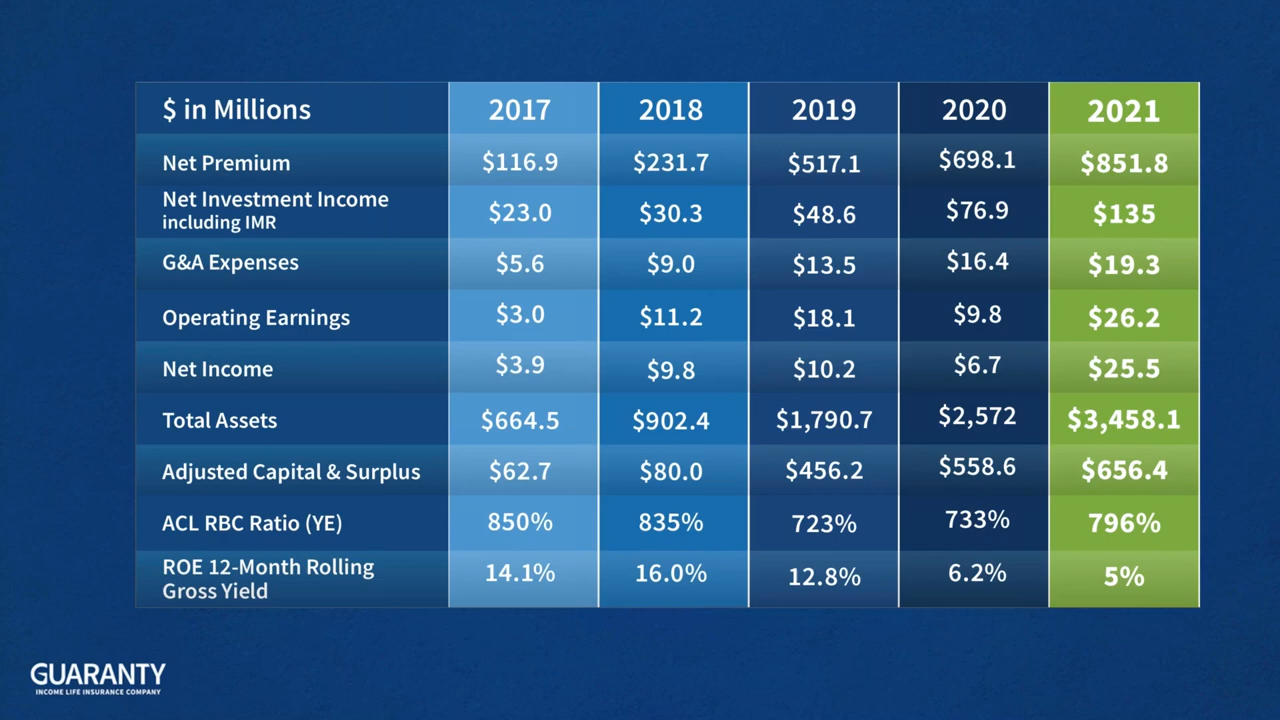 $ in Millions 2017 2018 2019 2020 2021
Net Premium $116.9 $231.7 $517.1 $698.1 $851.8
Net Investment Income
including IMR $23.0 $30.3 $48.6 $76.9 $135
G&A Expenses $5.6 $9.0 $13.5 $16.4 $19.3
Operating Earnings $3.0 $11.2 $18.1 $9.8 $26.2
Net Income $3.9 $9.8 $10.2 $6.7 $25.5
Total Assets $664.5 $902.4 $1,790.7 $2,572 $3,458.1
Adjusted Capital & Surplus $62.7 $80.0 $456.2 $558.6 $656.4
ACL RBC Ratio (YE) 850% 835% 723% 733% 796%
ROE 12-Month Rolling
Gross Yield 14.1% 16.0% 12.8% 6.2% 5%
GUARANTY
INCOME LIFE INSURANCE COMPANY